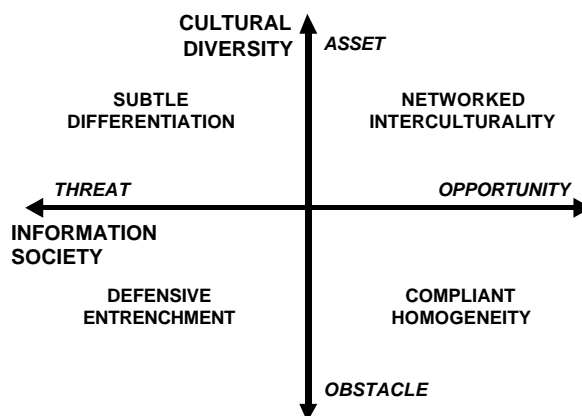 CULTURAL
DIVERSITY
ASSET
SUBTLE
DIFFERENTIATION
NETWORKED
INTERCULTURALITY
THREAT
OPPORTUNITY
INFORMATION
SOCIETY
DEFENSIVE
ENTRENCHMENT
COMPLIANT
HOMOGENEITY
OBSTACLE